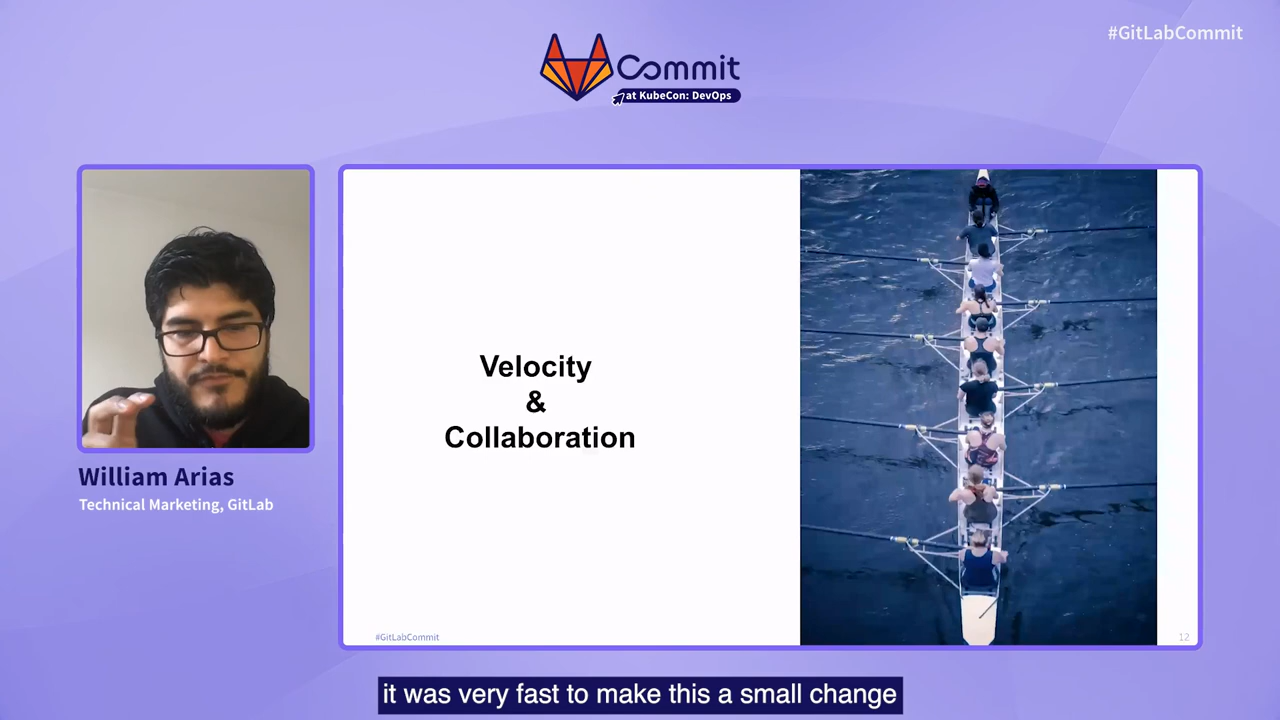 #GitLabCommit
Commit
at KubeCon: DevOps
Velocity
&
Collaboration
William Arias
Technical Marketing, GitLab
#GitLabCommit
12
it was very fast to make this a small change